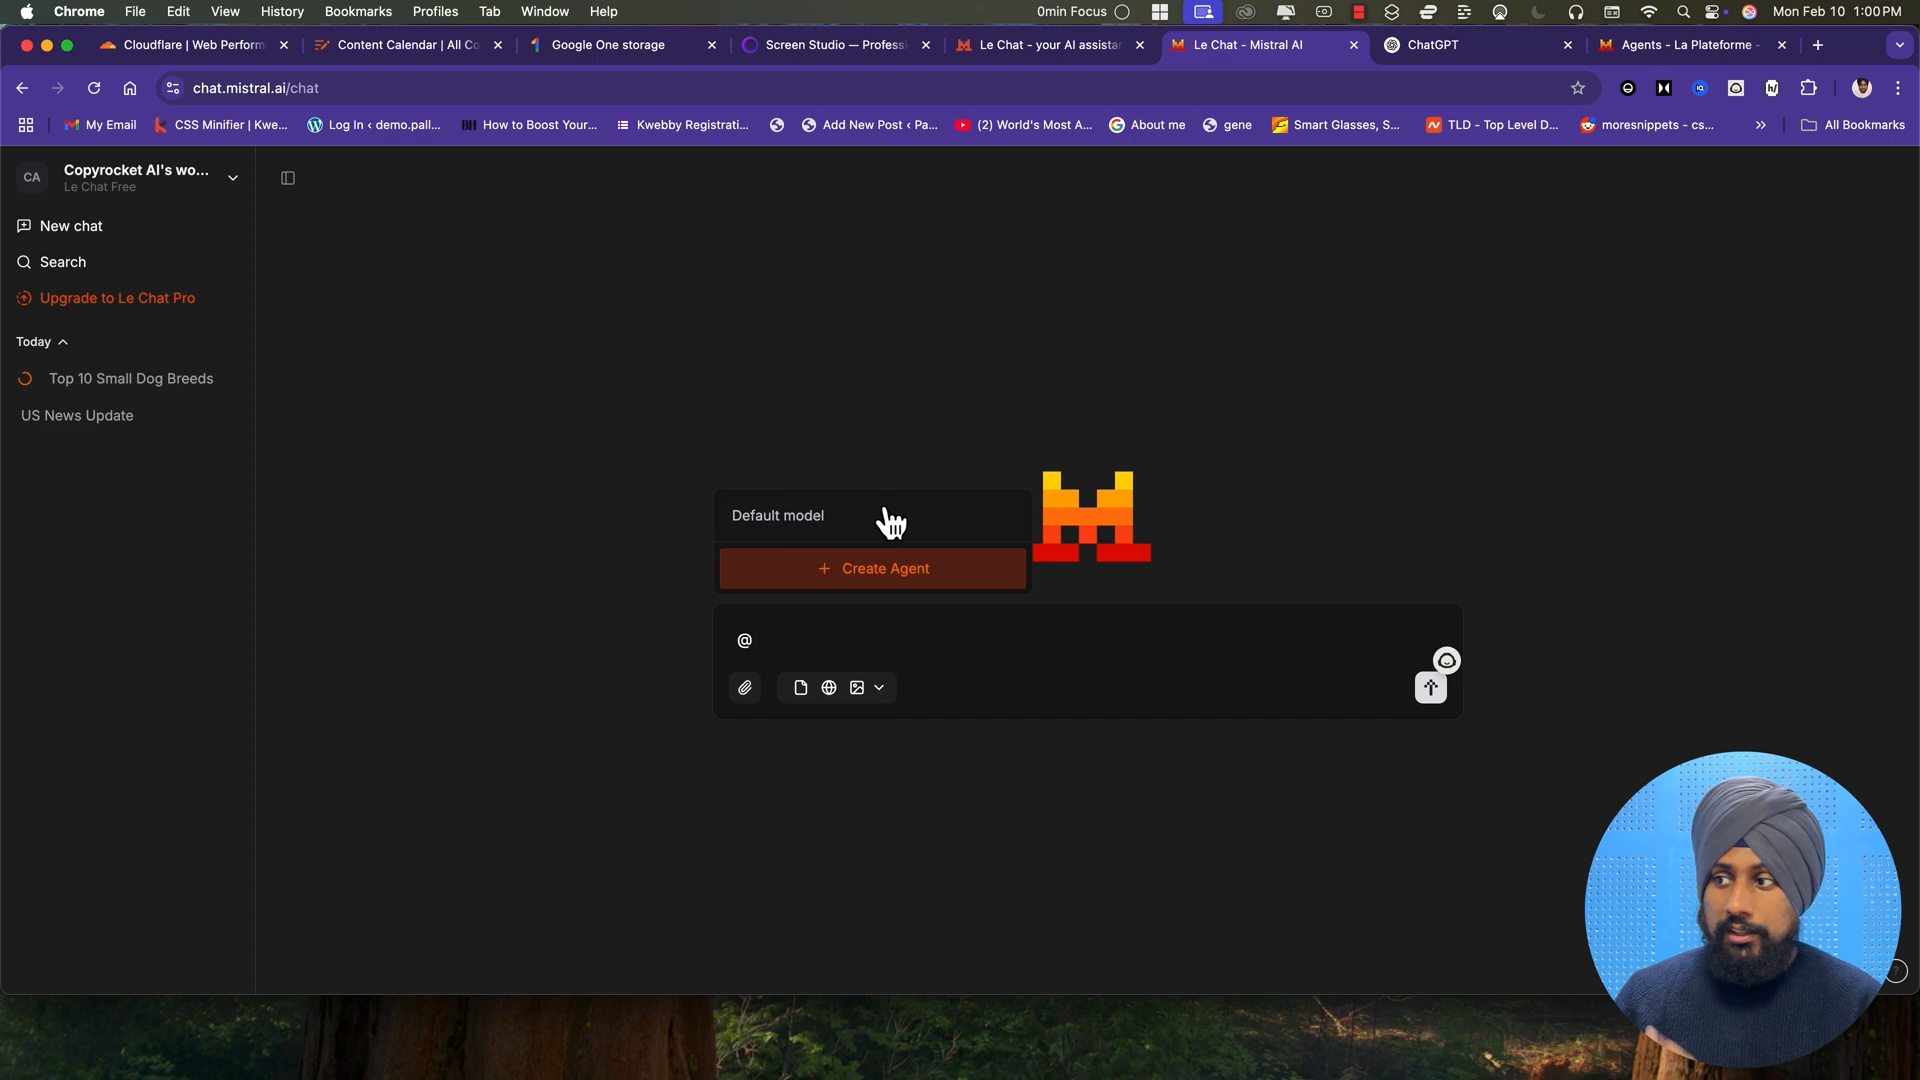 Chrome File Edit View History Bookmarks Profiles Tab Window Help 0min Focus Mon Feb 10 1:00 PM
Cloudflare | Web Perform Content Calendar | All Co Google One storage Screen Studio — Professi Le Chat - your AI assistar Le Chat - Mistral AI ChatGPT Agents - La Plateforme -
chat.mistral.ai/chat
My Email CSS Minifier | Kwe... Log In ‹ demo.pall... BH How to Boost Your... Kwebby Registrati... Add New Post ‹ Pa... (2) World's Most A... About me gene Smart Glasses, S... TLD - Top Level D... moresnippets - cs... » All Bookmarks
CA Copyrocket AI's wo...
Le Chat Free
New chat
Search
Upgrade to Le Chat Pro
Today
Top 10 Small Dog Breeds
US News Update
Default model
+ Create Agent
@
?